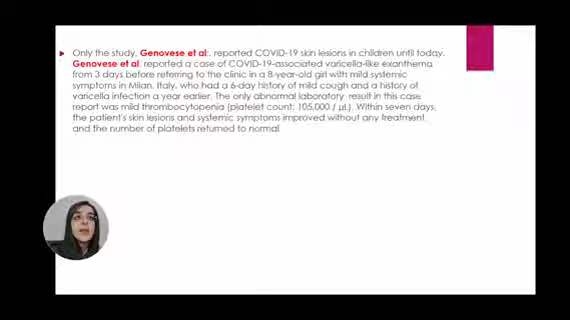 Only the study, Genovese et al:. reported COVID-19 skin lesions in children until today.
Genovese et al. reported a case of COVID-19-associated varicella-like exanthema
from 3 days before referring to the clinic in a 8-year-old girl with mild systemic
symptoms in Milan, Italy, who had a 6-day history of mild cough and a history of
varicella infection a year earlier. The only abnormal laboratory result in this case
report was mild thrombocytopenia (platelet count: 105,000 / μL). Within seven days,
the patient's skin lesions and systemic symptoms improved without any treatment
and the number of platelets returned to normal